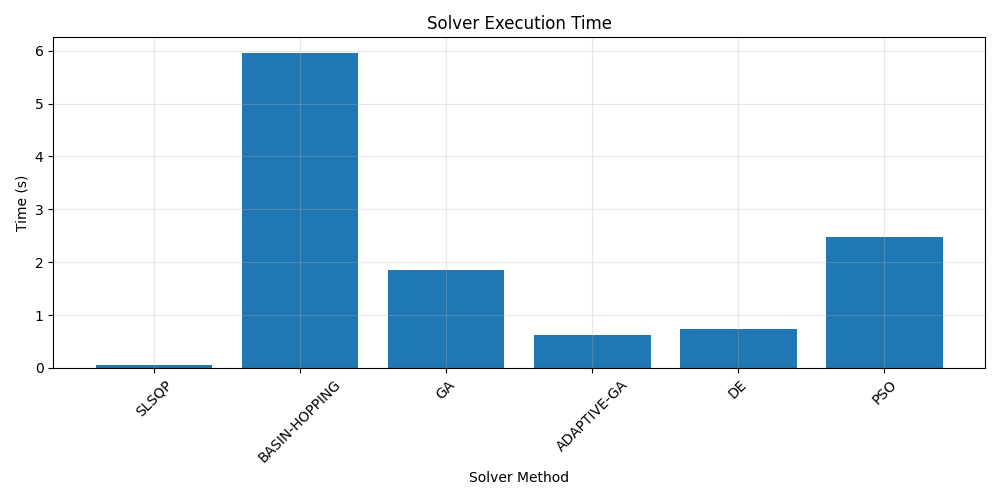 Solver Execution Time
Time (s)
6
5
4
3
2
1
0
SLSQP
BASIN-HOPPING
GA
ADAPTIVE-GA
DE
PSO
Solver Method